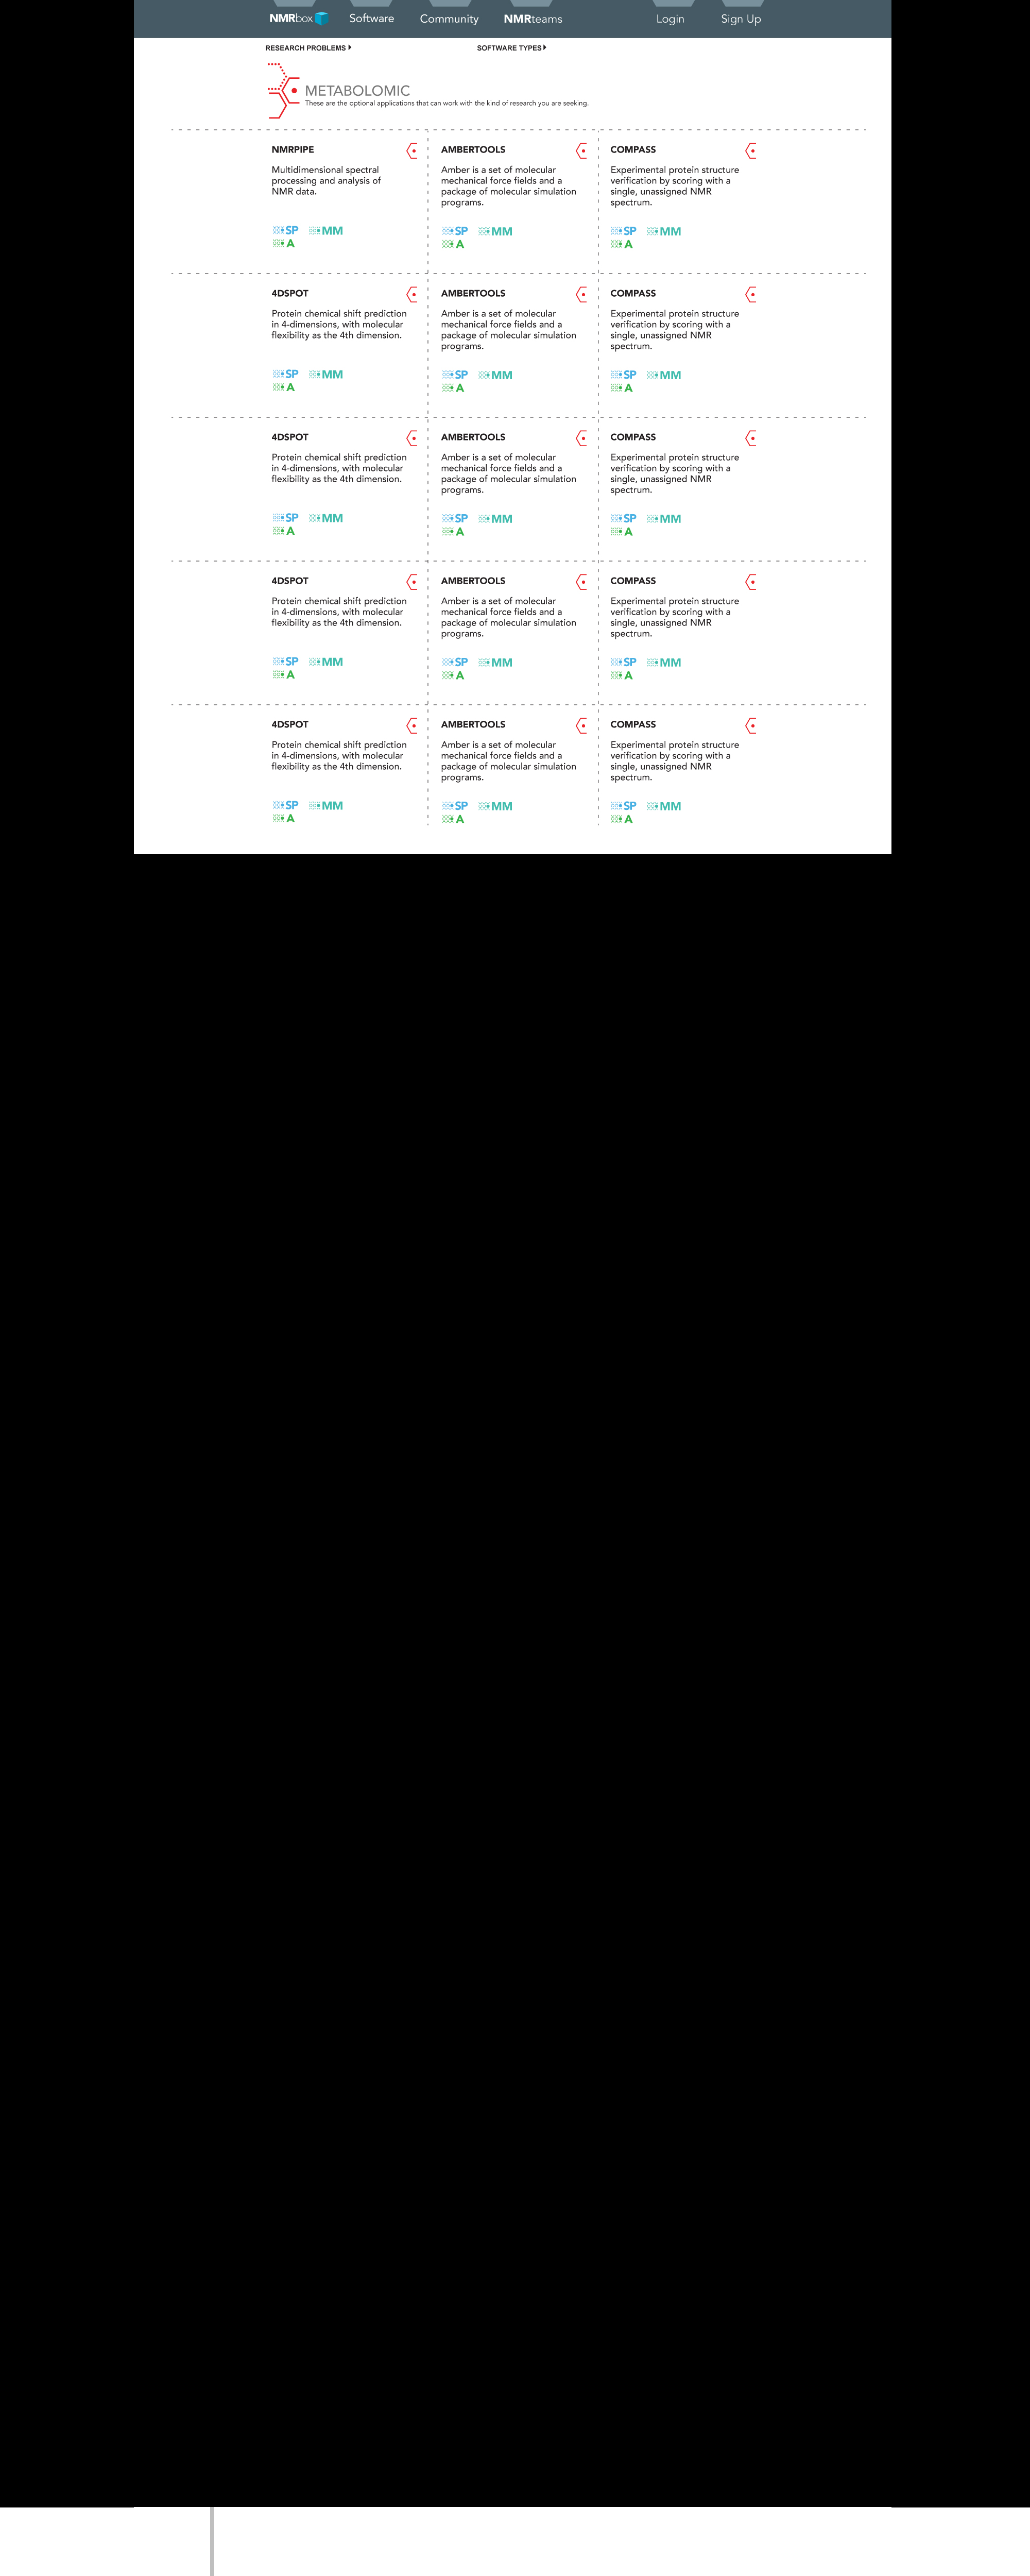 NMRbox Software Community NMRteams Login Sign Up
RESEARCH PROBLEMS SOFTWARE TYPES
METABOLOMIC
These are the optional applications that can work with the kind of research you are seeking.
NMRPIPE
Multidimensional spectral
processing and analysis of
NMR data.
SP MM
A
AMBERTOOLS
Amber is a set of molecular
mechanical force fields and a
package of molecular simulation
programs.
SP MM
A
COMPASS
Experimental protein structure
verification by scoring with a
single, unassigned NMR
spectrum.
SP MM
A
4DSPOT
Protein chemical shift prediction
in 4-dimensions, with molecular
flexibility as the 4th dimension.
SP MM
A
AMBERTOOLS
Amber is a set of molecular
mechanical force fields and a
package of molecular simulation
programs.
SP MM
A
COMPASS
Experimental protein structure
verification by scoring with a
single, unassigned NMR
spectrum.
SP MM
A
4DSPOT
Protein chemical shift prediction
in 4-dimensions, with molecular
flexibility as the 4th dimension.
SP MM
A
AMBERTOOLS
Amber is a set of molecular
mechanical force fields and a
package of molecular simulation
programs.
SP MM
A
COMPASS
Experimental protein structure
verification by scoring with a
single, unassigned NMR
spectrum.
SP MM
A
4DSPOT
Protein chemical shift prediction
in 4-dimensions, with molecular
flexibility as the 4th dimension.
SP MM
A
AMBERTOOLS
Amber is a set of molecular
mechanical force fields and a
package of molecular simulation
programs.
SP MM
A
COMPASS
Experimental protein structure
verification by scoring with a
single, unassigned NMR
spectrum.
SP MM
A
4DSPOT
Protein chemical shift prediction
in 4-dimensions, with molecular
flexibility as the 4th dimension.
SP MM
A
AMBERTOOLS
Amber is a set of molecular
mechanical force fields and a
package of molecular simulation
programs.
SP MM
A
COMPASS
Experimental protein structure
verification by scoring with a
single, unassigned NMR
spectrum.
SP MM
A